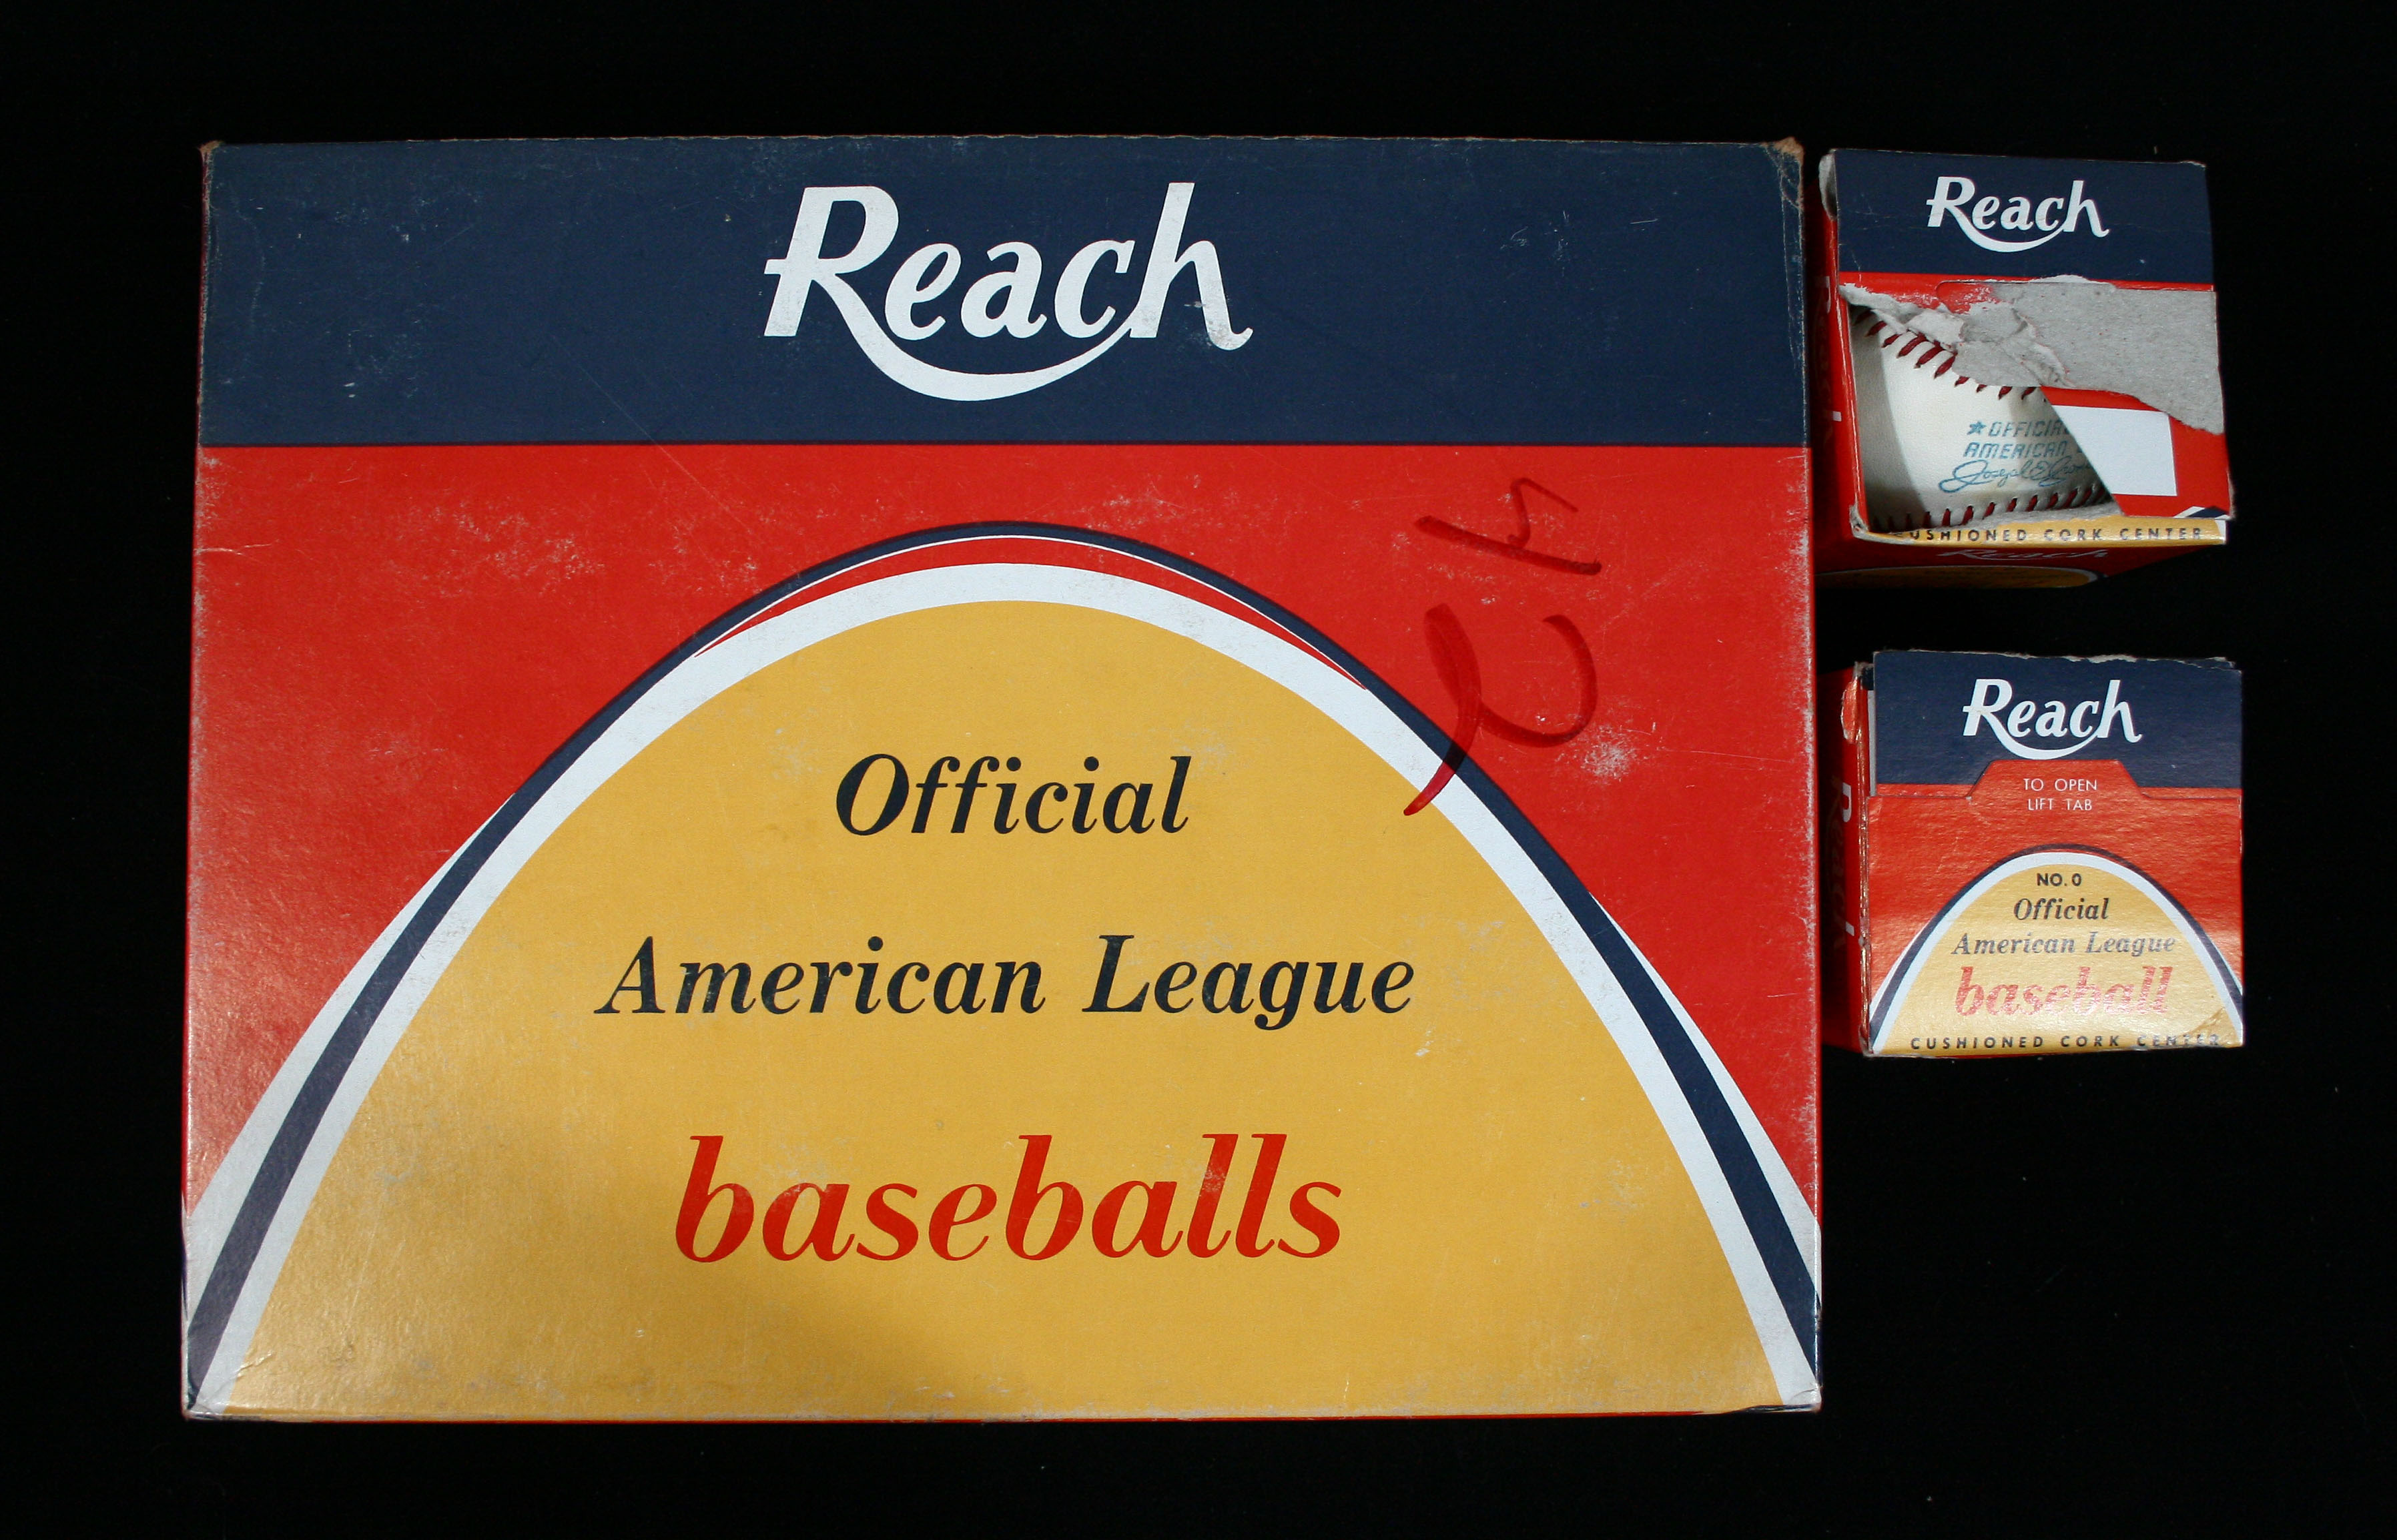 Reach
Official
American League
baseballs
Reach
★ OFFICIAL
AMERICAN
CUSHIONED CORK CENTER
Reach
Reach
TO OPEN
LIFT TAB
NO. 0
Official
American League
baseball
CUSHIONED CORK CENTER